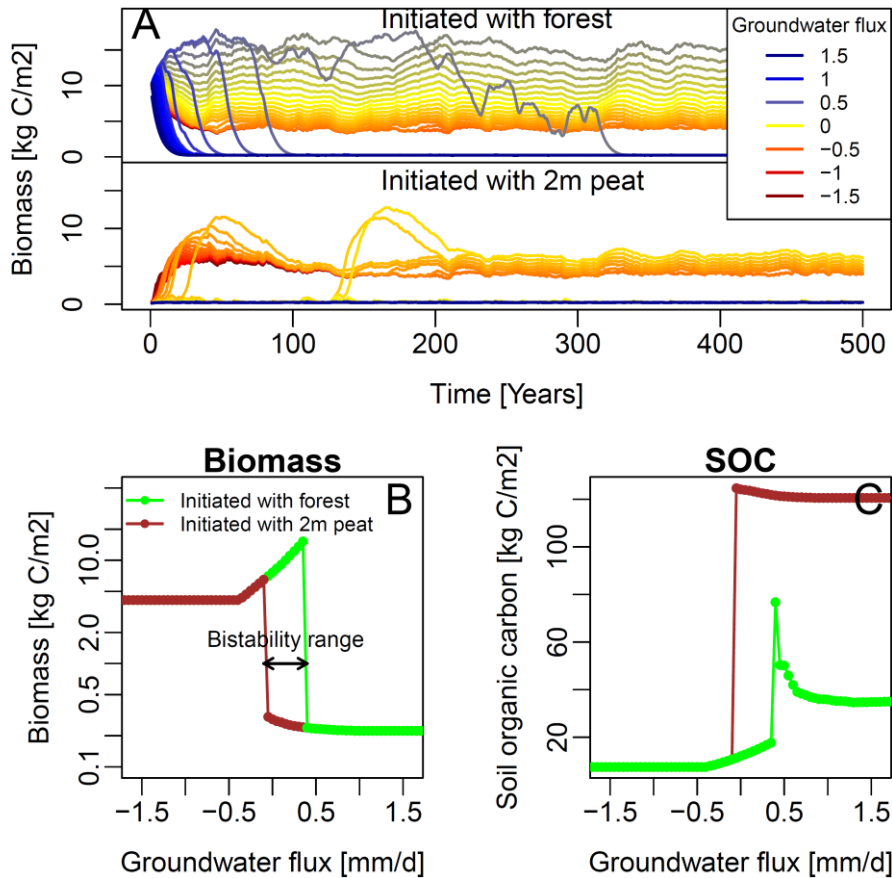 A
Initiated with forest
Groundwater flux
1.5
1
0.5
0
−0.5
−1
−1.5
Biomass [kg C/m2]
0
10
Initiated with 2m peat
0
10
0
100
200
300
400
500
Time [Years]
Biomass
B
Initiated with forest
Initiated with 2m peat
Bistability range
Biomass [kg C/m2]
10.0
2.0
0.5
0.1
−1.5
−0.5
0.5
1.5
Groundwater flux [mm/d]
SOC
C
Soil organic carbon [kg C/m2]
100
60
20
−1.5
−0.5
0.5
1.5
Groundwater flux [mm/d]